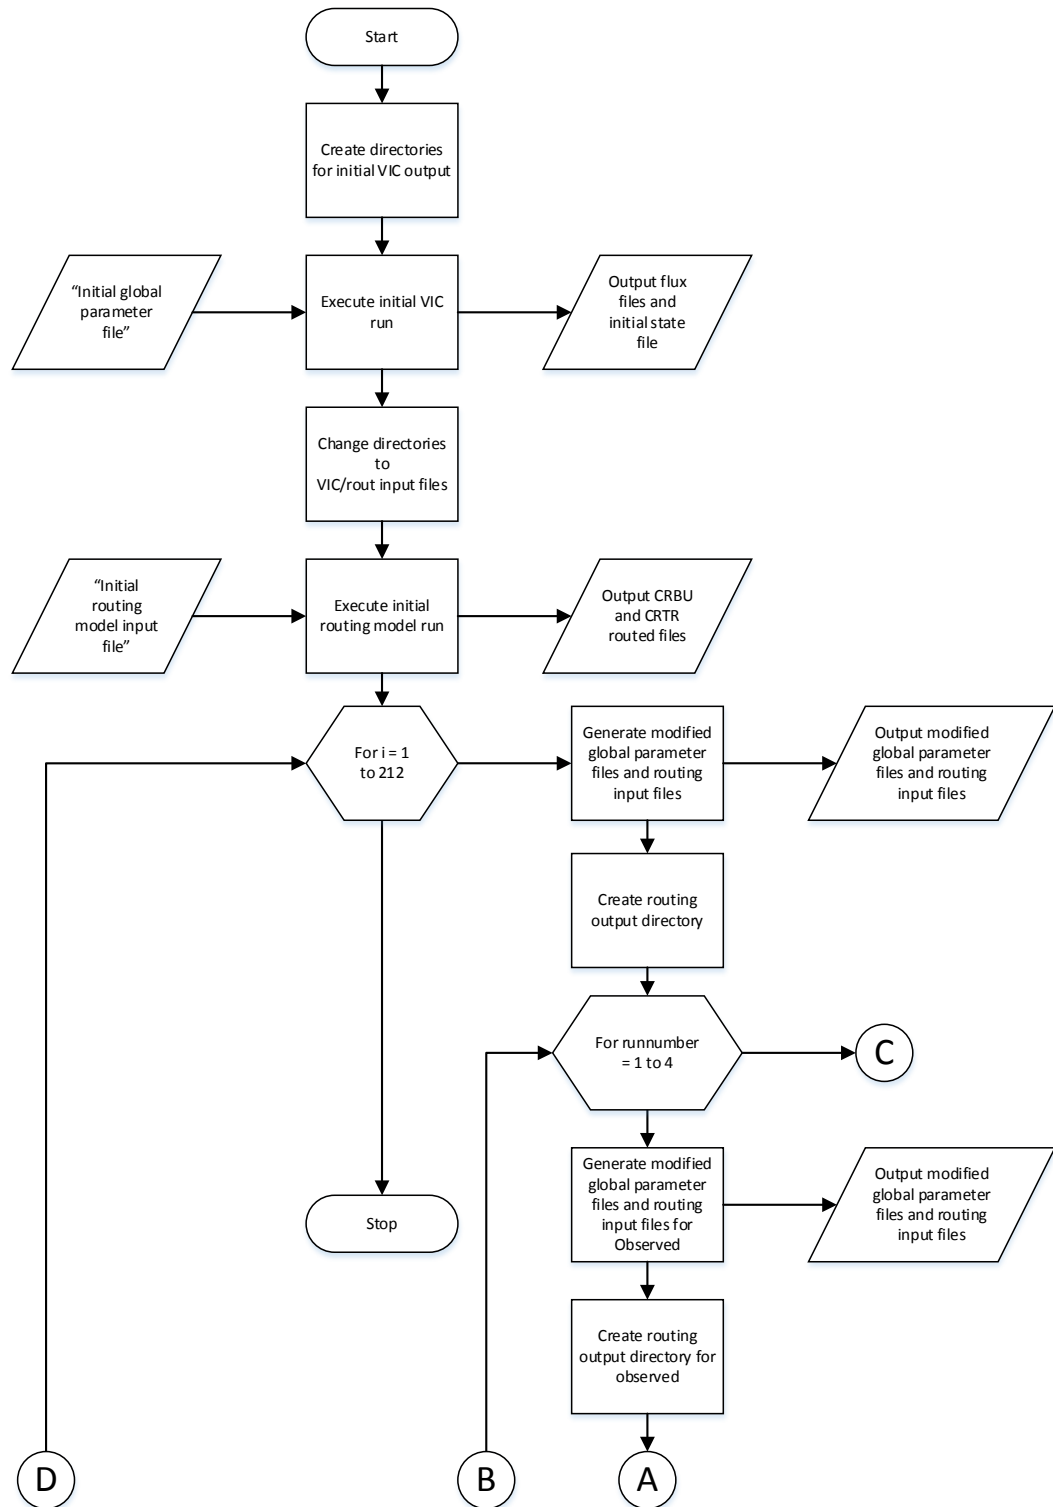 Start
Create directories
for initial VIC output
“Initial global
parameter
file”
Execute initial VIC
run
Output flux
files and
initial state
file
Change directories
to
VIC/rout input files
“Initial
routing
model input
file”
Execute initial
routing model run
Output CRBU
and CRTR
routed files
For i = 1
to 212
Generate modified
global parameter
files and routing
input files
Output modified
global parameter
files and routing
input files
Create routing
output directory
For runnumber
= 1 to 4
C
Generate modified
global parameter
files and routing
input files for
Observed
Output modified
global parameter
files and routing
input files
Stop
Create routing
output directory for
observed
D
B
A